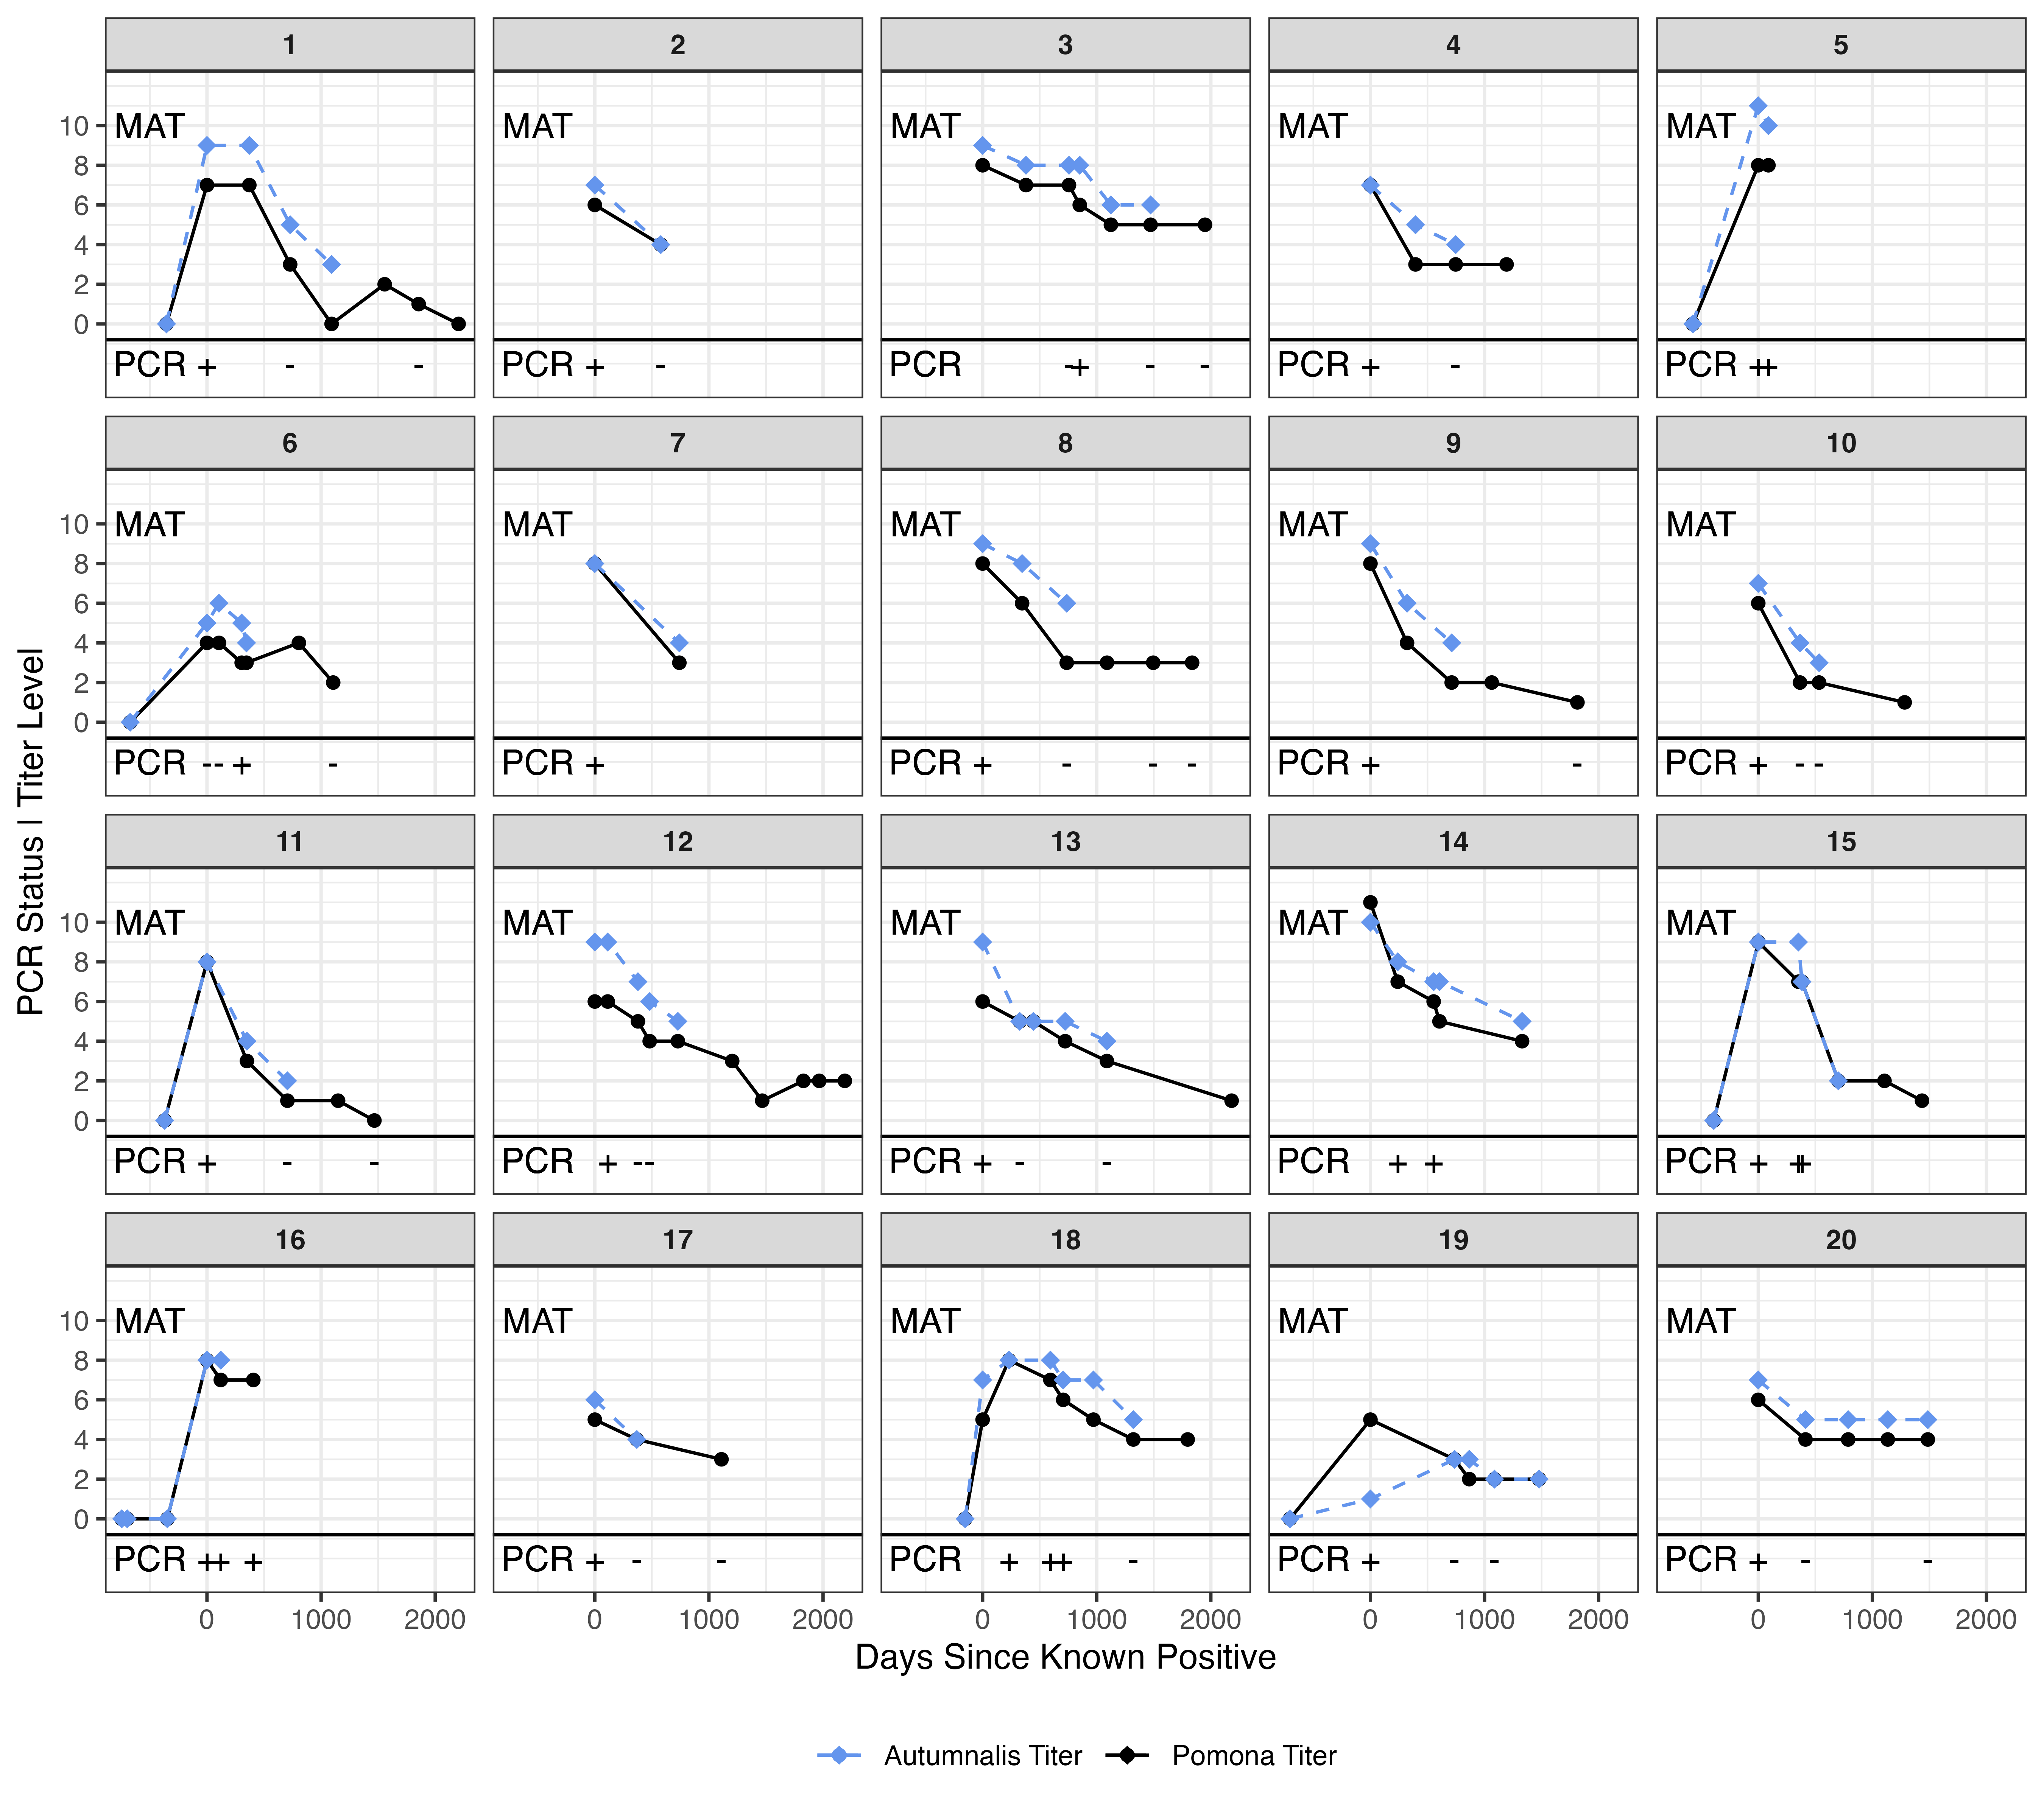 1 2 3 4 5
MAT MAT MAT MAT MAT
10
8
6
4
2
0
PCR + - - PCR + - PCR - + - - PCR + - PCR + +
6 7 8 9 10
MAT MAT MAT MAT MAT
10
8
6
4
2
0
PCR - - + - PCR + PCR + - - - PCR + - PCR + - -
11 12 13 14 15
MAT MAT MAT MAT MAT
10
8
6
4
2
0
PCR + - - PCR + - - PCR + - - PCR + + PCR + + +
16 17 18 19 20
MAT MAT MAT MAT MAT
10
8
6
4
2
0
PCR + + + PCR + - - PCR + + + - PCR + - - PCR + - -
0 1000 2000 0 1000 2000 0 1000 2000 0 1000 2000 0 1000 2000
Days Since Known Positive
PCR Status I Titer Level
Autumnalis Titer Pomona Titer